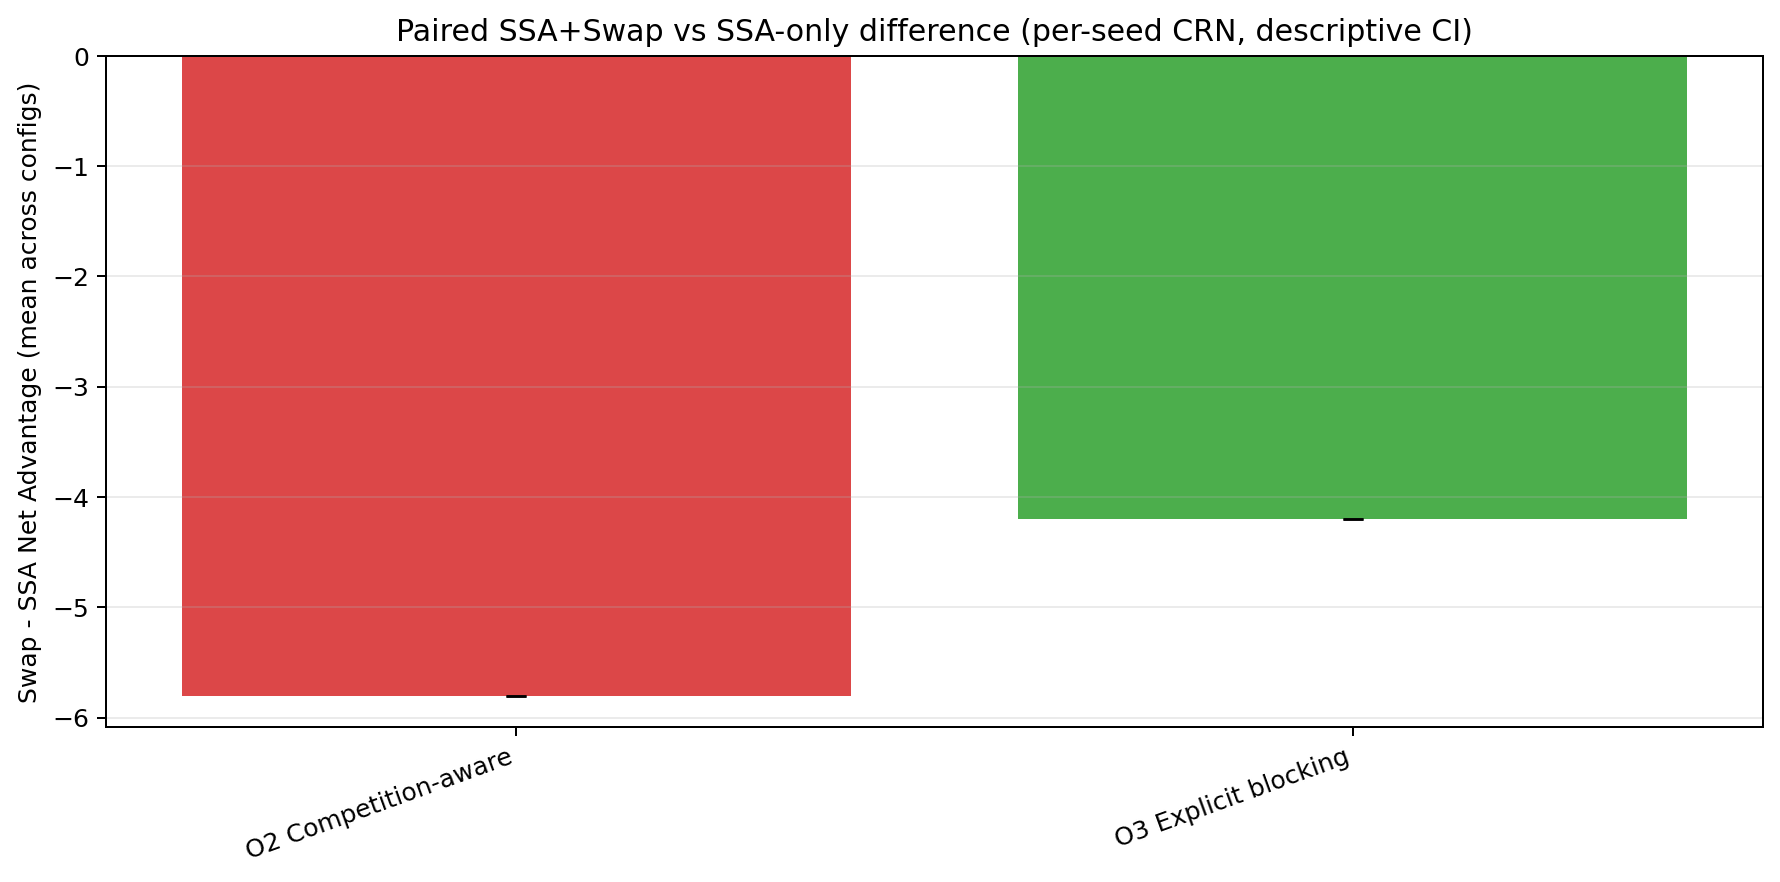 Paired SSA+Swap vs SSA-only difference (per-seed CRN, descriptive CI)
Swap - SSA Net Advantage (mean across configs)
0
−1
−2
−3
−4
−5
−6
O2 Competition-aware
O3 Explicit blocking